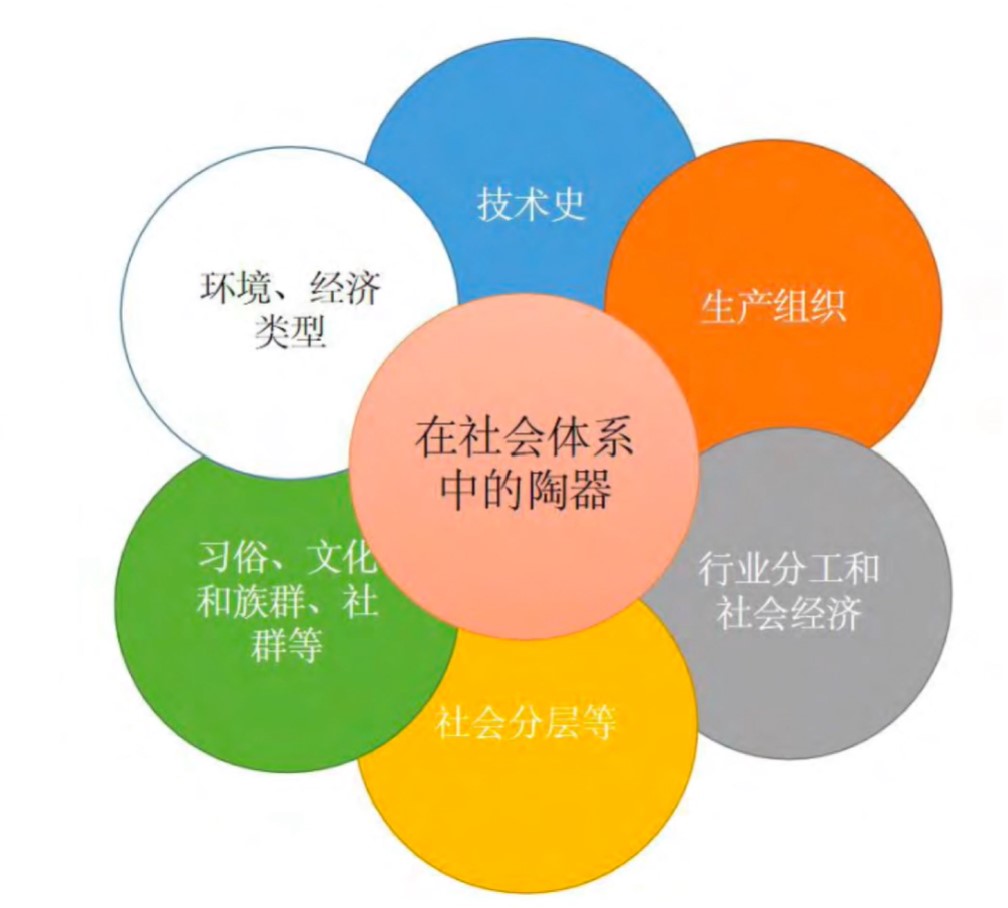 技术史
环境、经济
类型
生产组织
在社会体系
中的陶器
习俗、文化
和族群、社
群等
行业分工和
社会经济
社会分层等